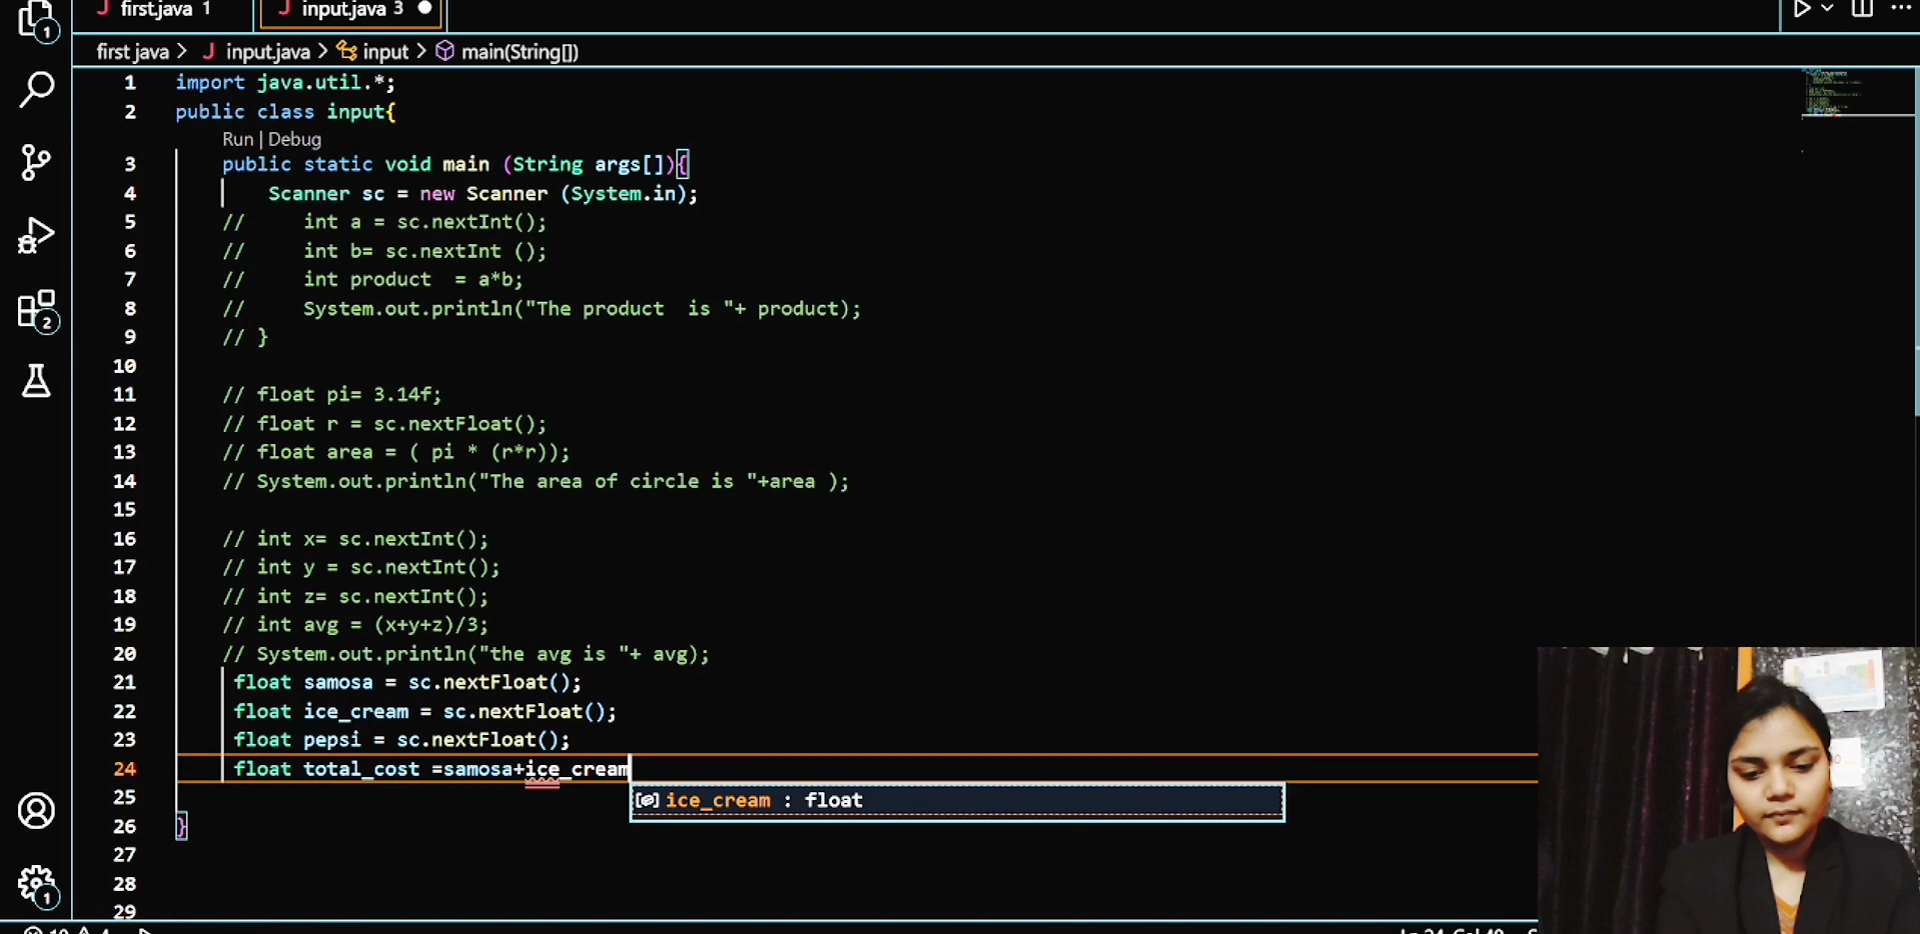 first.java 1
input.java 3
first.java > input.java > input > main(String[])
1 import java.util.*;
2 public class input{
Run | Debug
3 public static void main (String args[]){
4 Scanner sc = new Scanner (System.in);
5 // int a = sc.nextInt();
6 // int b= sc.nextInt ();
7 // int product = a*b;
8 // System.out.println("The product is "+ product);
9 // }
10
11 // float pi= 3.14f;
12 // float r = sc.nextFloat();
13 // float area = ( pi * (r*r));
14 // System.out.println("The area of circle is "+area );
15
16 // int x= sc.nextInt();
17 // int y = sc.nextInt();
18 // int z= sc.nextInt();
19 // int avg = (x+y+z)/3;
20 // System.out.println("the avg is "+ avg);
21 float samosa = sc.nextFloat();
22 float ice_cream = sc.nextFloat();
23 float pepsi = sc.nextFloat();
24 float total_cost =samosa+ice_cream
ice_cream : float
25
26 }
27
28
29
1
2
1